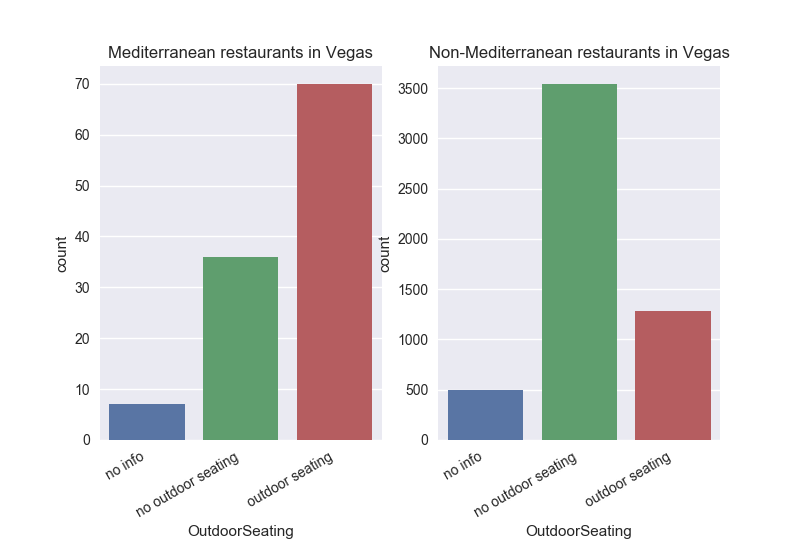 Mediterranean restaurants in Vegas
70
60
50
40
30
20
10
0
count
no info
no outdoor seating
outdoor seating
OutdoorSeating
Non-Mediterranean restaurants in Vegas
3500
3000
2500
2000
1500
1000
500
0
count
no info
no outdoor seating
outdoor seating
OutdoorSeating